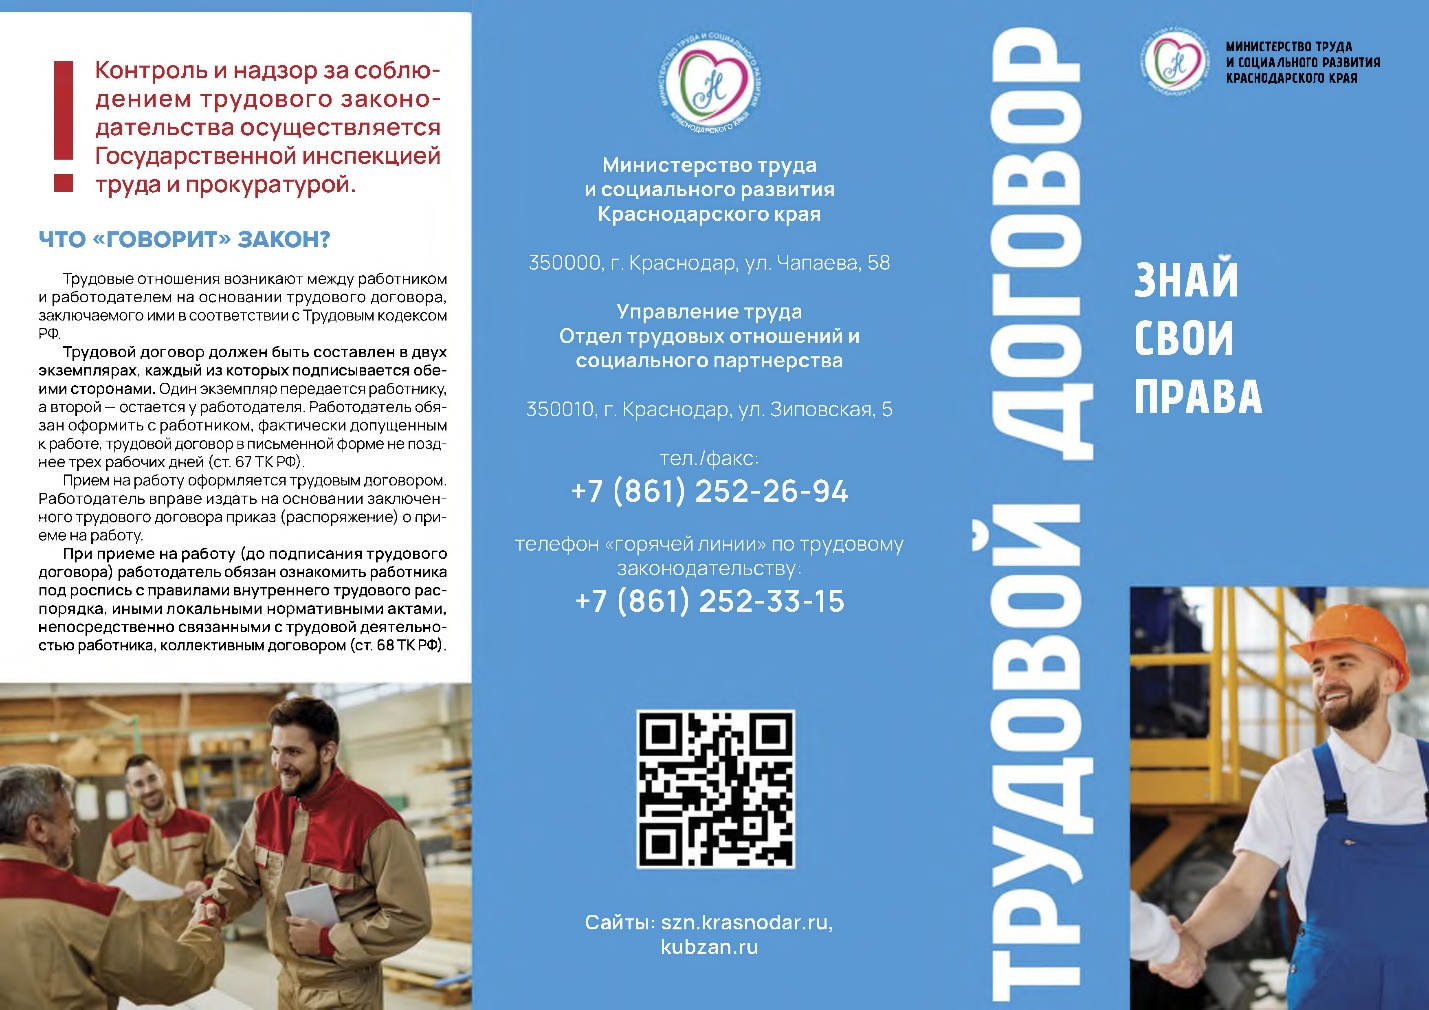 Контроль и надзор за соблю-
дением трудового законо-
дательства осуществляется
Государственной инспекцией
труда и прокуратурой.
ЧТО «ГОВОРИТ» ЗАКОН?
Трудовые отношения возникают между работником
и работодателем на основании трудового договора,
заключаемого ими в соответствии с Трудовым кодексом
РФ.
Трудовой договор должен быть составлен в двух
экземплярах, каждый из которых подписывается обе-
ими сторонами. Один экземпляр передается работнику,
а второй — остается у работодателя. Работодатель обя-
зан оформить с работником, фактически допущенным
к работе, трудовой договор в письменной форме не позд-
нее трех рабочих дней (ст. 67 ТК РФ).
Прием на работу оформляется трудовым договором.
Работодатель вправе издать на основании заключен-
ного трудового договора приказ (распоряжение) о при-
еме на работу.
При приеме на работу (до подписания трудового
договора) работодатель обязан ознакомить работника
под роспись с правилами внутреннего трудового рас-
порядка, иными локальными нормативными актами,
непосредственно связанными с трудовой деятельно-
стью работника, коллективным договором (ст. 68 ТК РФ).
МИНИСТЕРСТВО ТРУДА И СОЦИАЛЬНОГО РАЗВИТИЯ
КРАСНОДАРСКОГО КРАЯ
Н
Министерство труда
и социального развития
Краснодарского края
350000, г. Краснодар, ул. Чапаева, 58
Управление труда
Отдел трудовых отношений и
социального партнерства
350010, г. Краснодар, ул. Зиповская, 5
тел./факс:
+7 (861) 252-26-94
телефон «горячей линии» по трудовому
законодательству:
+7 (861) 252-33-15
Сайты: szn.krasnodar.ru,
kubzan.ru
ТРУДОВОЙ ДОГОВОР
МИНИСТЕРСТВО ТРУДА
И СОЦИАЛЬНОГО РАЗВИТИЯ
КРАСНОДАРСКОГО КРАЯ
ЗНАЙ
СВОИ
ПРАВА